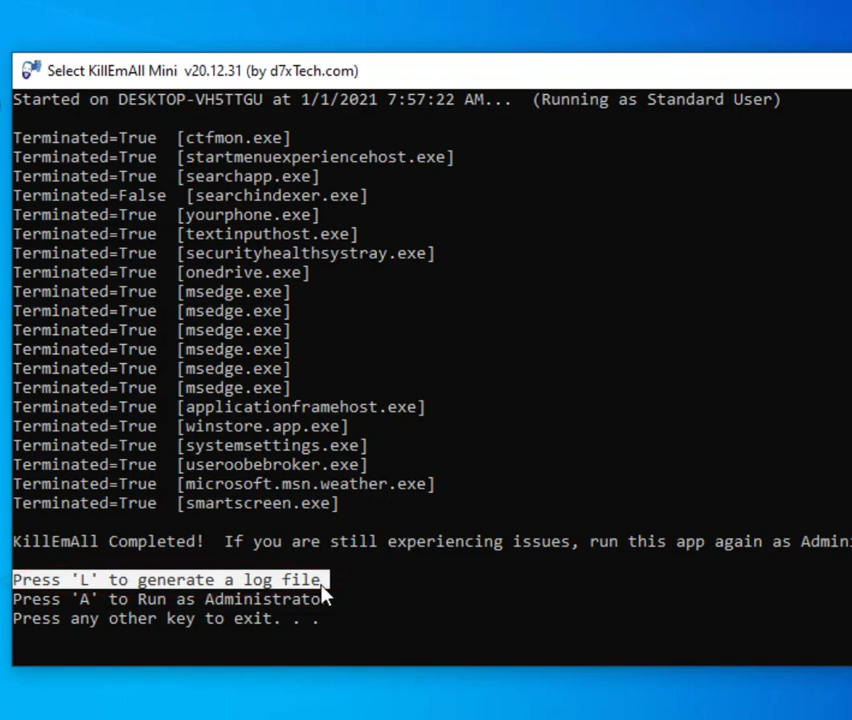 Select KillEmAll Mini  v20.12.31 (by d7xTech.com)
Started on DESKTOP-VH5TTGU at 1/1/2021 7:57:22 AM...  (Running as Standard User)
Terminated=True  [ctfmon.exe]
Terminated=True  [startmenuexperiencehost.exe]
Terminated=True  [searchapp.exe]
Terminated=False  [searchindexer.exe]
Terminated=True  [yourphone.exe]
Terminated=True  [textinputhost.exe]
Terminated=True  [securityhealthsystray.exe]
Terminated=True  [onedrive.exe]
Terminated=True  [msedge.exe]
Terminated=True  [msedge.exe]
Terminated=True  [msedge.exe]
Terminated=True  [msedge.exe]
Terminated=True  [msedge.exe]
Terminated=True  [msedge.exe]
Terminated=True  [applicationframehost.exe]
Terminated=True  [winstore.app.exe]
Terminated=True  [systemsettings.exe]
Terminated=True  [useroobebroker.exe]
Terminated=True  [microsoft.msn.weather.exe]
Terminated=True  [smartscreen.exe]
KillEmAll Completed!  If you are still experiencing issues, run this app again as Admini
Press 'L' to generate a log file
Press 'A' to Run as Administrator
Press any other key to exit. . .